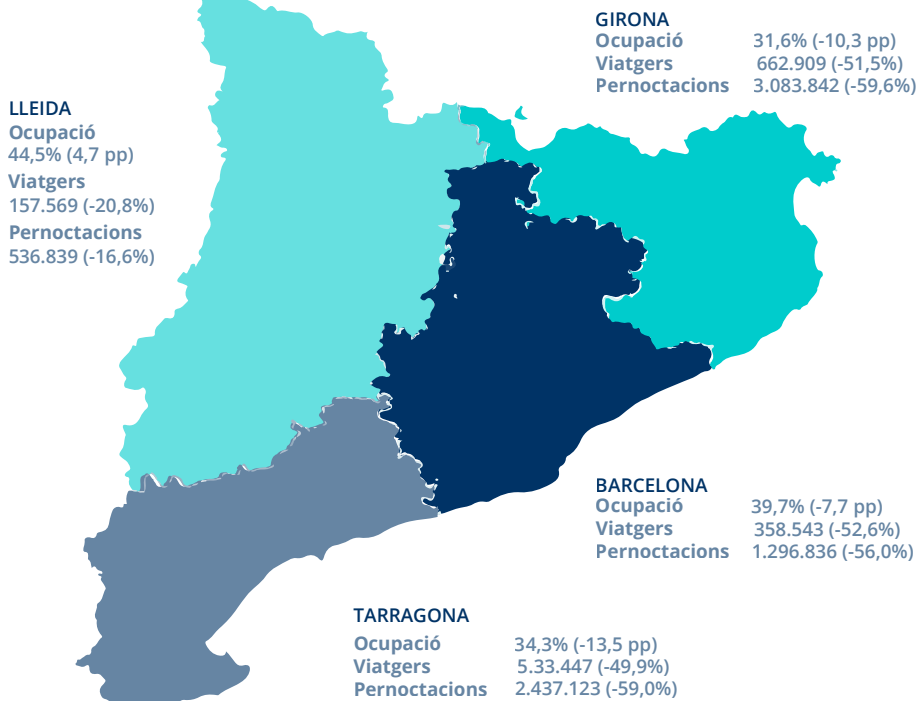 GIRONA
Ocupació 31,6% (-10,3 pp)
Viatgers 662.909 (-51,5%)
Pernoctacions 3.083.842 (-59,6%)
LLEIDA
Ocupació
44,5% (4,7 pp)
Viatgers
157.569 (-20,8%)
Pernoctacions
536.839 (-16,6%)
BARCELONA
Ocupació 39,7% (-7,7 pp)
Viatgers 358.543 (-52,6%)
Pernoctacions 1.296.836 (-56,0%)
TARRAGONA
Ocupació 34,3% (-13,5 pp)
Viatgers 5.33.447 (-49,9%)
Pernoctacions 2.437.123 (-59,0%)